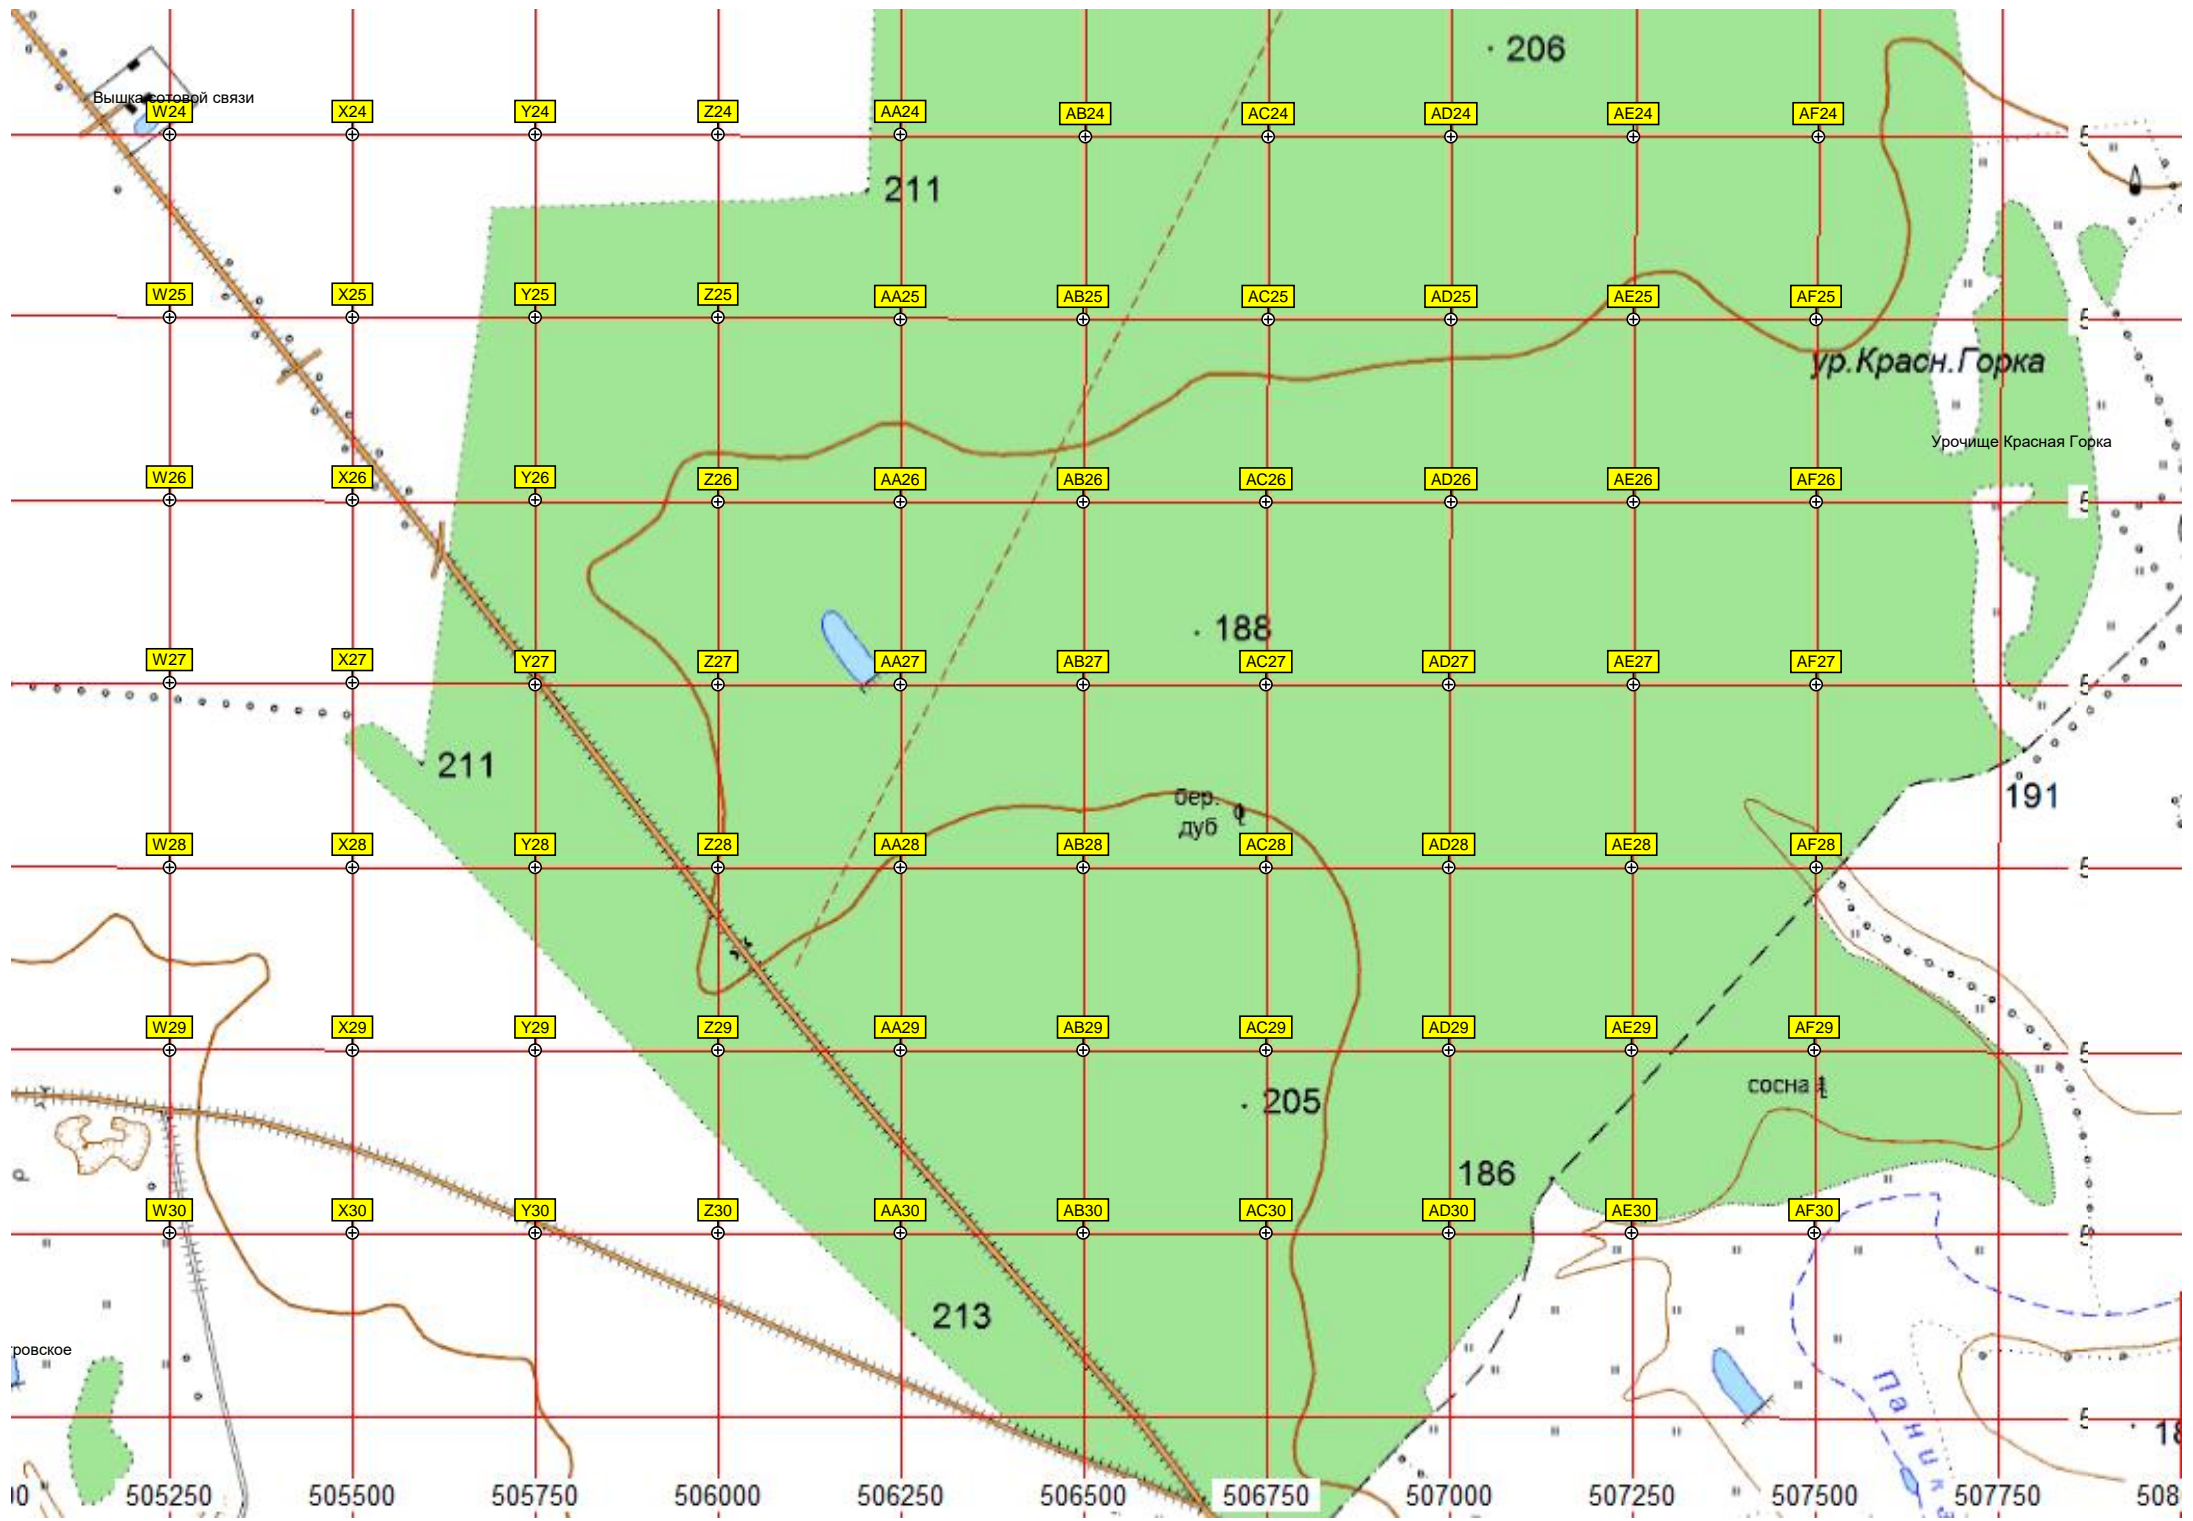 206
Вышка сотовой связи
W24 X24 Y24 Z24 AA24 AB24 AC24 AD24 AE24 AF24
211
W25 X25 Y25 Z25 AA25 AB25 AC25 AD25 AE25 AF25
ур.Красн.Горка
Урочище Красная Горка
W26 X26 Y26 Z26 AA26 AB26 AC26 AD26 AE26 AF26
188
W27 X27 Y27 Z27 AA27 AB27 AC27 AD27 AE27 AF27
211
191
бер.
дуб
W28 X28 Y28 Z28 AA28 AB28 AC28 AD28 AE28 AF28
W29 X29 Y29 Z29 AA29 AB29 AC29 AD29 AE29 AF29
сосна
205
186
W30 X30 Y30 Z30 AA30 AB30 AC30 AD30 AE30 AF30
213
ровское
Паника
505250 505500 505750 506000 506250 506500 506750 507000 507250 507500 507750 508